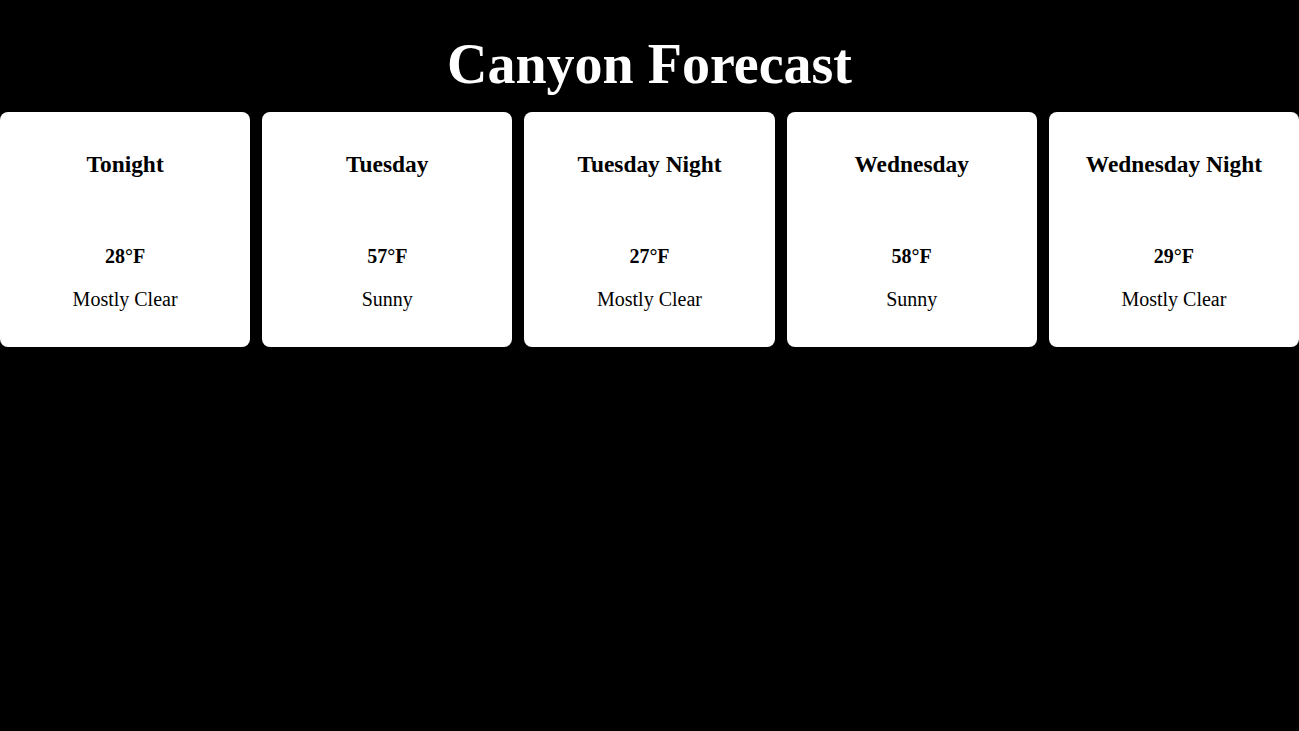 Canyon Forecast
Tonight
28°F
Mostly Clear
Tuesday
57°F
Sunny
Tuesday Night
27°F
Mostly Clear
Wednesday
58°F
Sunny
Wednesday Night
29°F
Mostly Clear